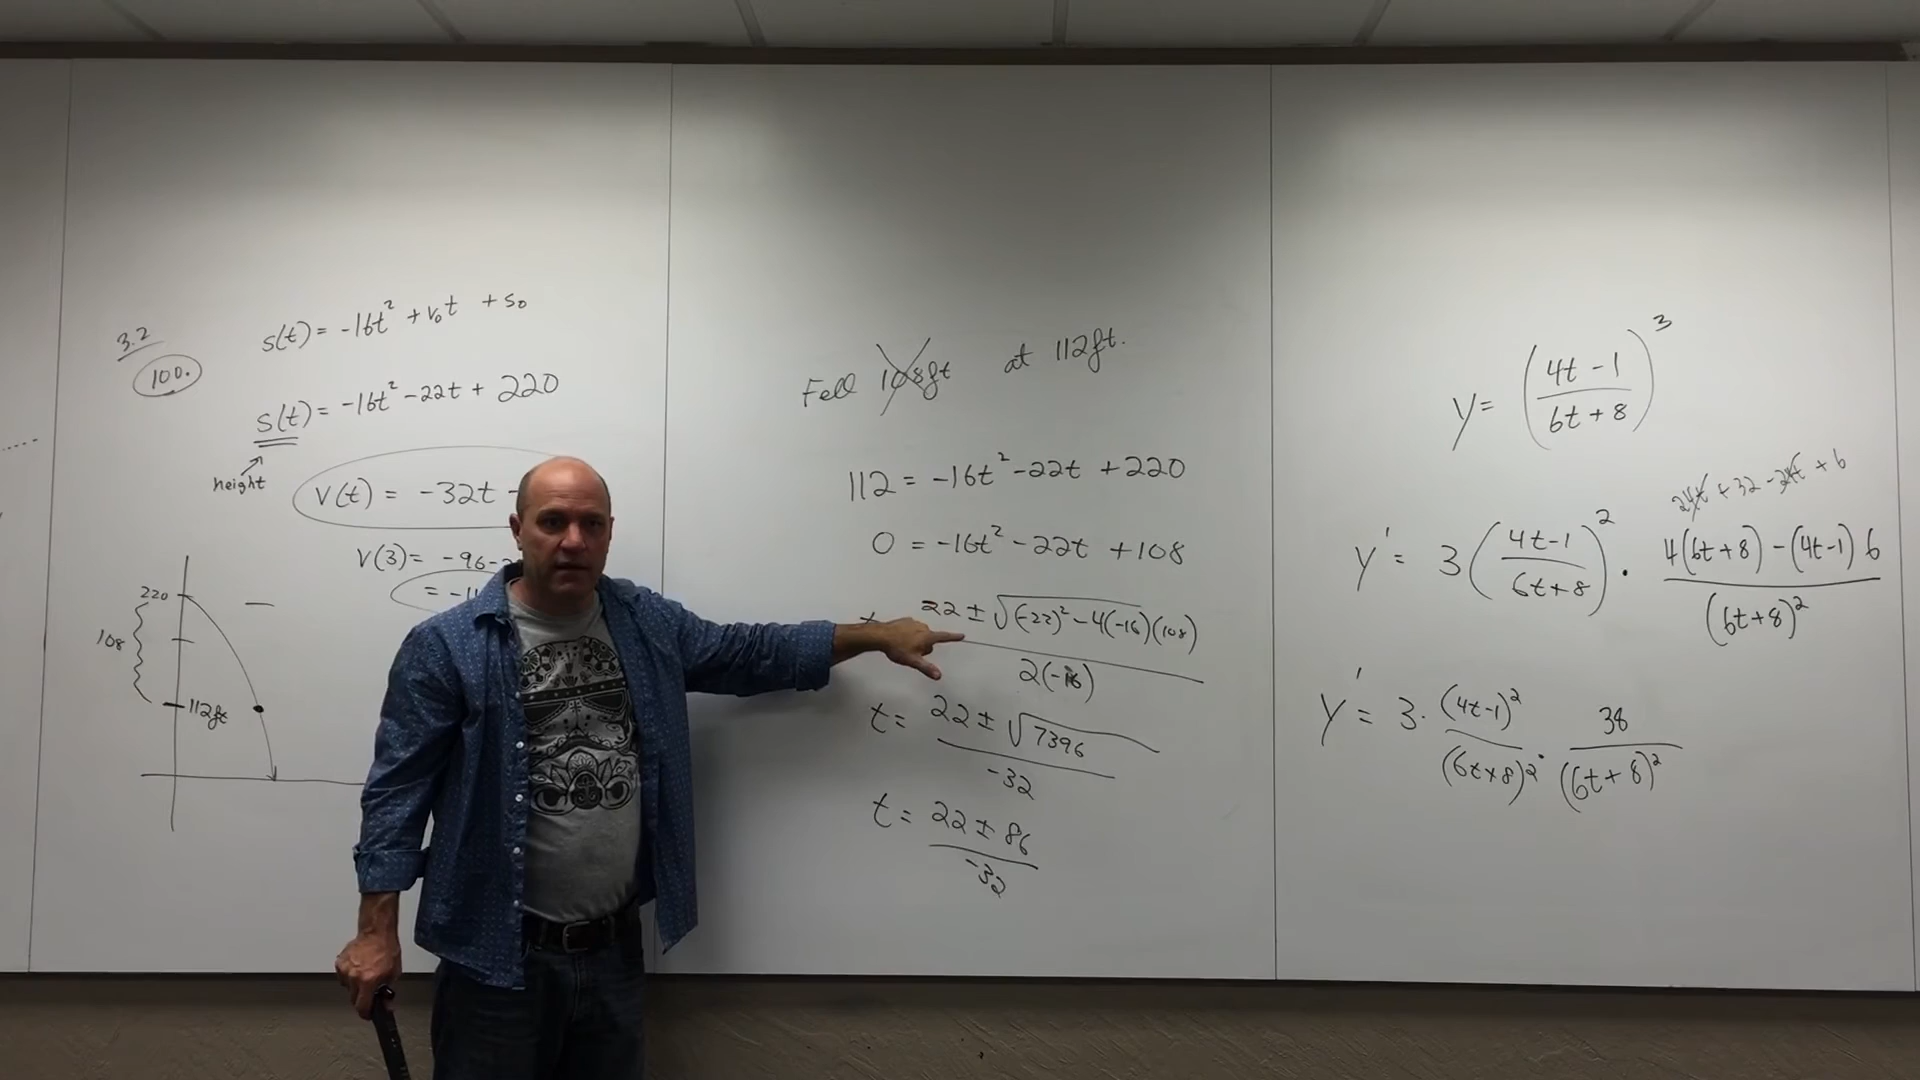 3.2
100.
s(t) = -16t² + v₀t + s₀
s(t) = -16t² - 22t + 220
height
v(t) = -32t -
v(3) = -96 -
= -11
220
108
112ft
Fell 108ft at 112ft.
112 = -16t² - 22t + 220
0 = -16t² - 22t + 108
22 ± √(-22)² - 4(-16)(108)
2(-16)
t = 22 ± √7396
-32
t = 22 ± 86
-32
y = (4t - 1 / 6t + 8)³
24t + 32 - 24t + 6
y' = 3(4t-1 / 6t+8)² · 4(6t+8) - (4t-1)6 / (6t+8)²
y' = 3 · (4t-1)² / (6t+8)² · 38 / (6t+8)²